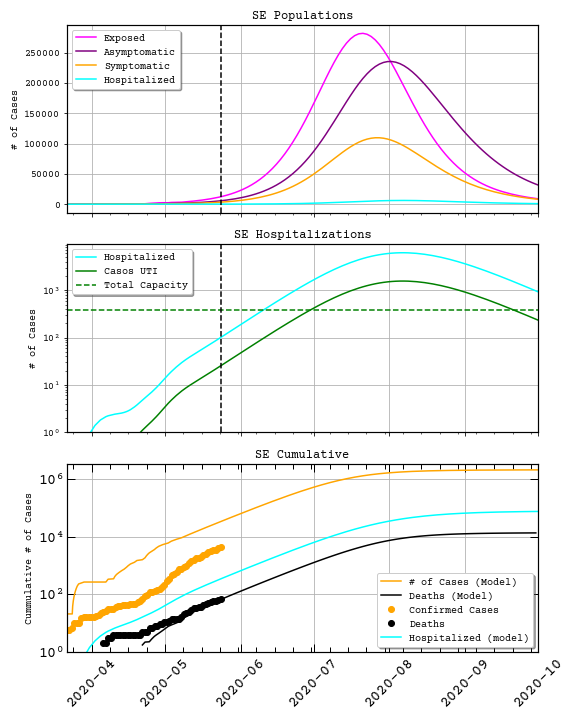 SE Populations
# of Cases
250000
200000
150000
100000
50000
0
Exposed
Asymptomatic
Symptomatic
Hospitalized
SE Hospitalizations
# of Cases
10³
10²
10¹
10⁰
Hospitalized
Casos UTI
Total Capacity
SE Cumulative
Cummulative # of Cases
10⁶
10⁴
10²
10⁰
# of Cases (Model)
Deaths (Model)
Confirmed Cases
Deaths
Hospitalized (model)
2020-04
2020-05
2020-06
2020-07
2020-08
2020-09
2020-10